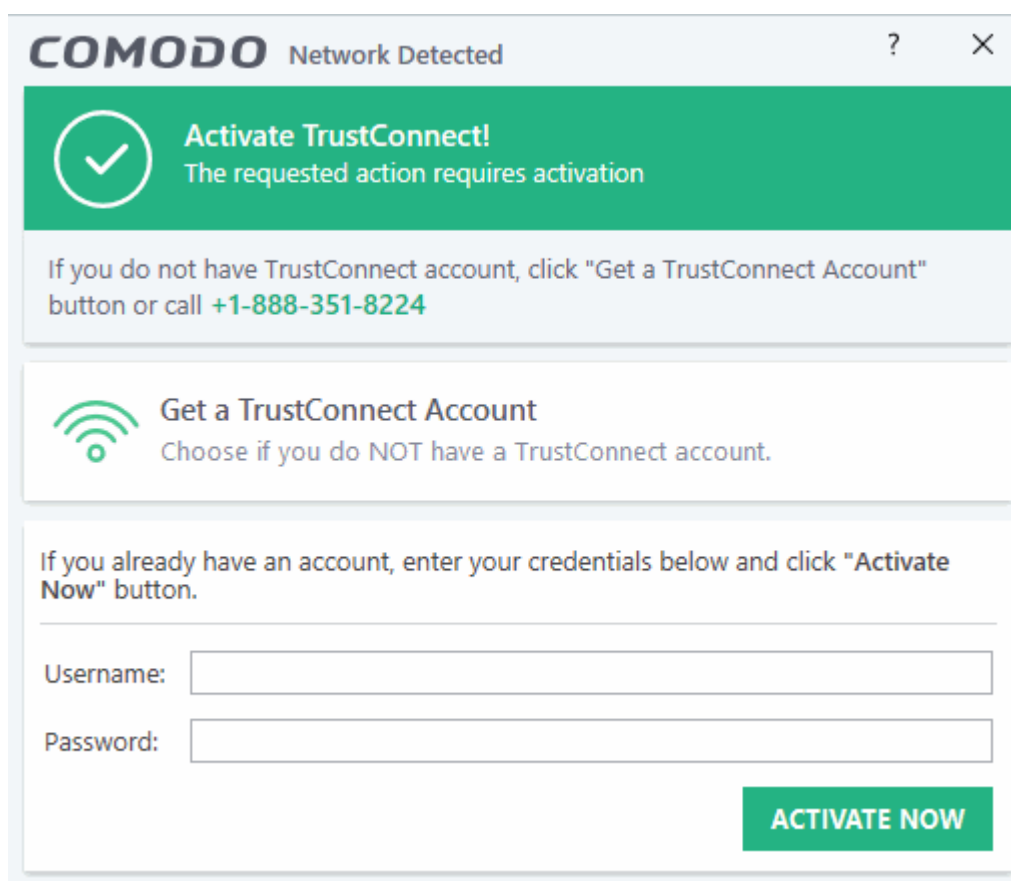 COMODO Network Detected ? X
Activate TrustConnect!
The requested action requires activation
If you do not have TrustConnect account, click "Get a TrustConnect Account"
button or call +1-888-351-8224
Get a TrustConnect Account
Choose if you do NOT have a TrustConnect account.
If you already have an account, enter your credentials below and click "Activate
Now" button.
Username:
Password:
ACTIVATE NOW